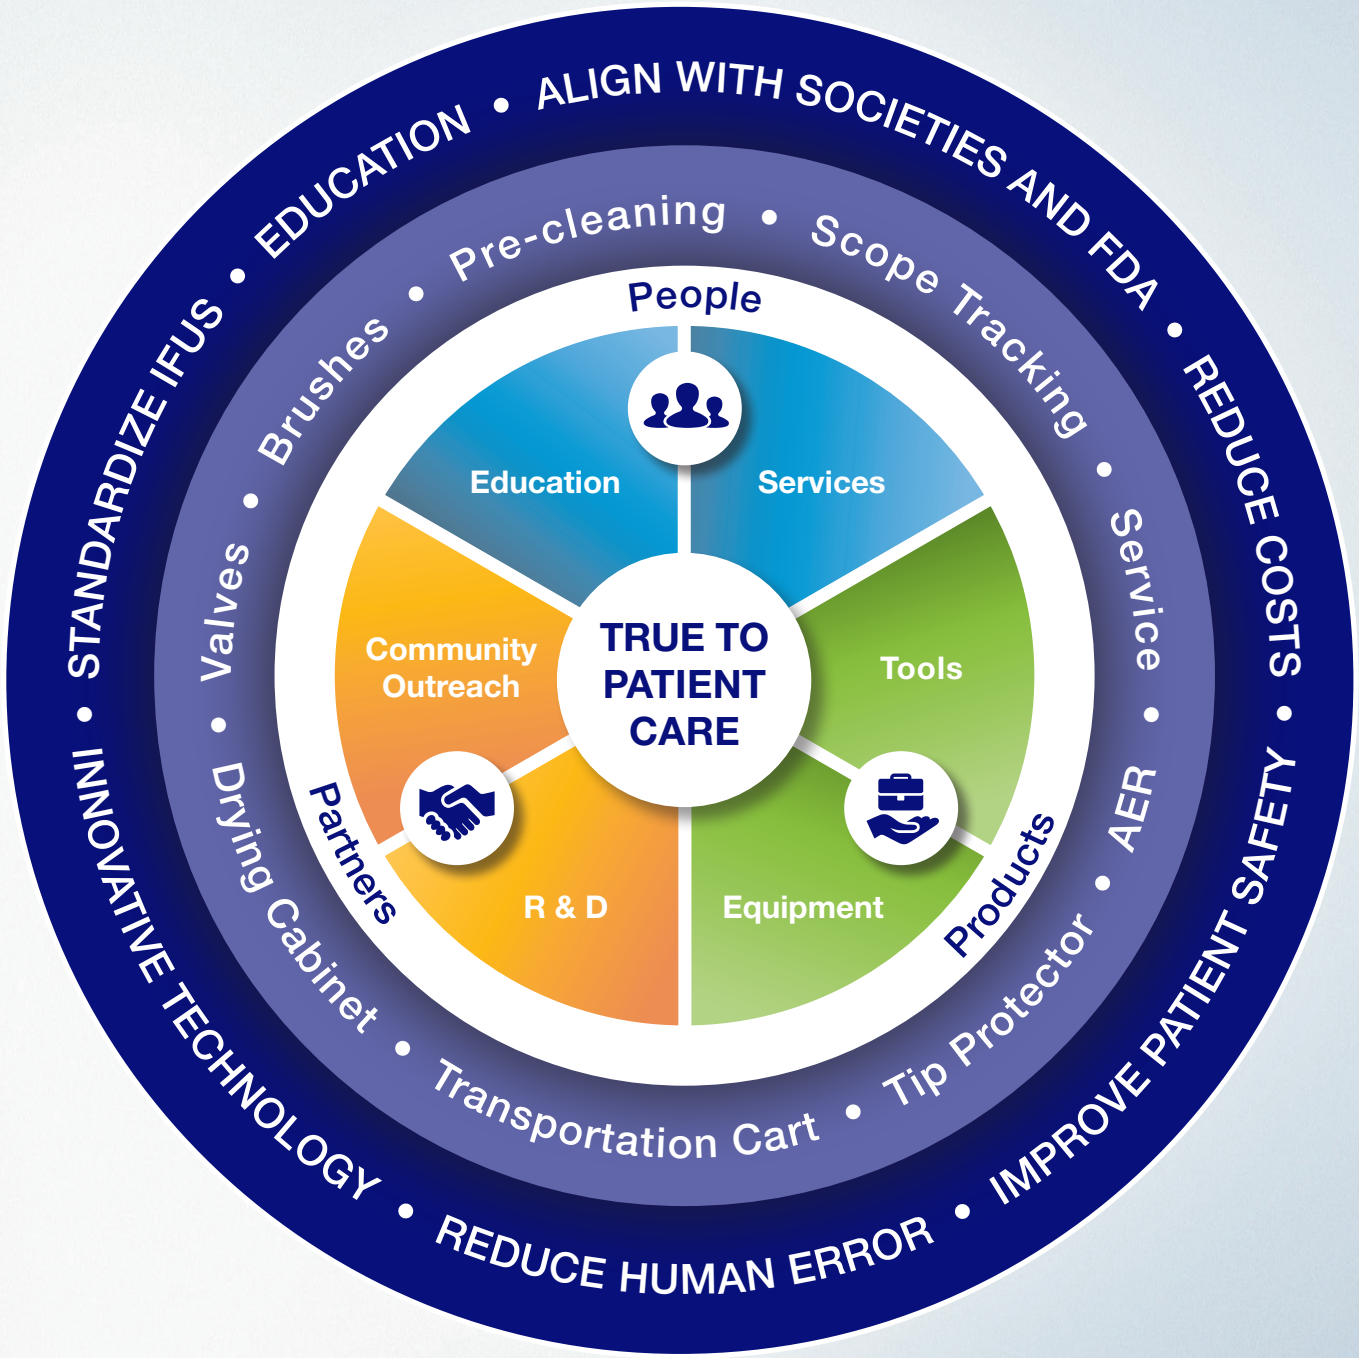 EDUCATION • ALIGN WITH SOCIETIES AND FDA • REDUCE COSTS • IMPROVE PATIENT SAFETY • REDUCE HUMAN ERROR • INNOVATIVE TECHNOLOGY • STANDARDIZE IFUS •
Pre-cleaning • Scope Tracking • Service • AER • Tip Protector • Transportation Cart • Drying Cabinet • Valves • Brushes •
People
Products
Partners
Education
Services
Community
Outreach
Tools
R & D
Equipment
TRUE TO
PATIENT
CARE